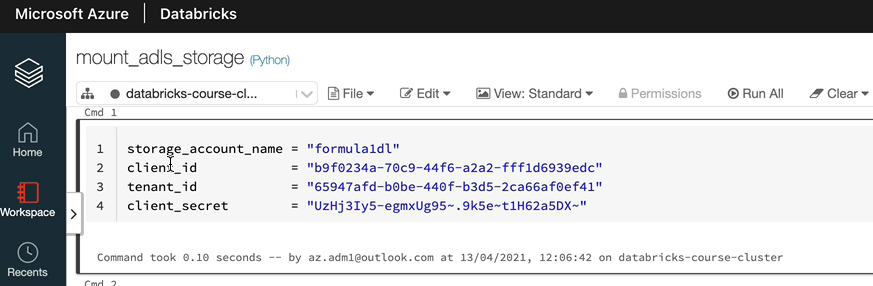 Microsoft Azure | Databricks
mount_adls_storage (Python)
databricks-course-cl... File Edit View: Standard Permissions Run All Clear
Cmd 1
1 storage_account_name = "formula1dl"
2 client_id = "b9f0234a-70c9-44f6-a2a2-fff1d6939edc"
3 tenant_id = "65947afd-b0be-440f-b3d5-2ca66af0ef41"
4 client_secret = "UzHj3Iy5-egmxUg95~.9k5e~t1H62a5DX~"
Command took 0.10 seconds -- by az.adm1@outlook.com at 13/04/2021, 12:06:42 on databricks-course-cluster
Cmd 2
Home
Workspace
Recents